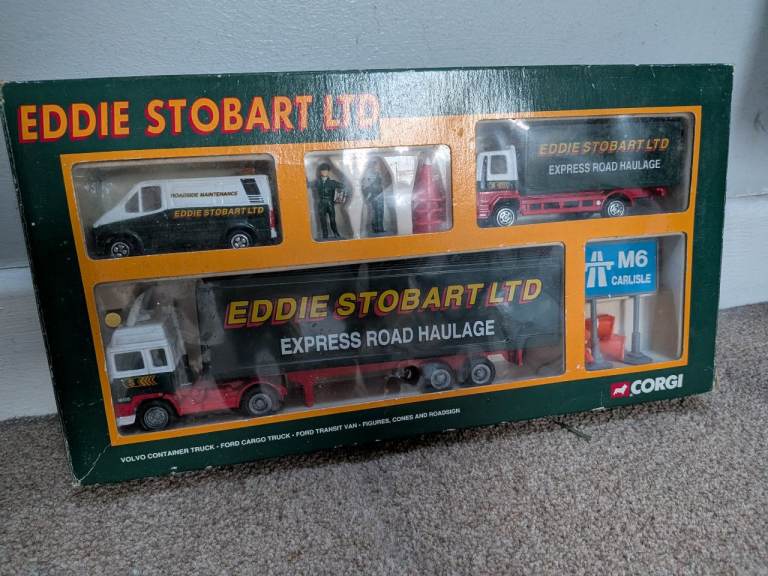 EDDIE STOBART LTD
ROADSIDE MAINTENANCE
EDDIE STOBART LTD
EDDIE STOBART LTD
EXPRESS ROAD HAULAGE
EDDIE STOBART LTD
EXPRESS ROAD HAULAGE
M6
CARLISLE
CORGI
VOLVO CONTAINER TRUCK • FORD CARGO TRUCK • FORD TRANSIT VAN • FIGURES, CONES AND ROADSIGN